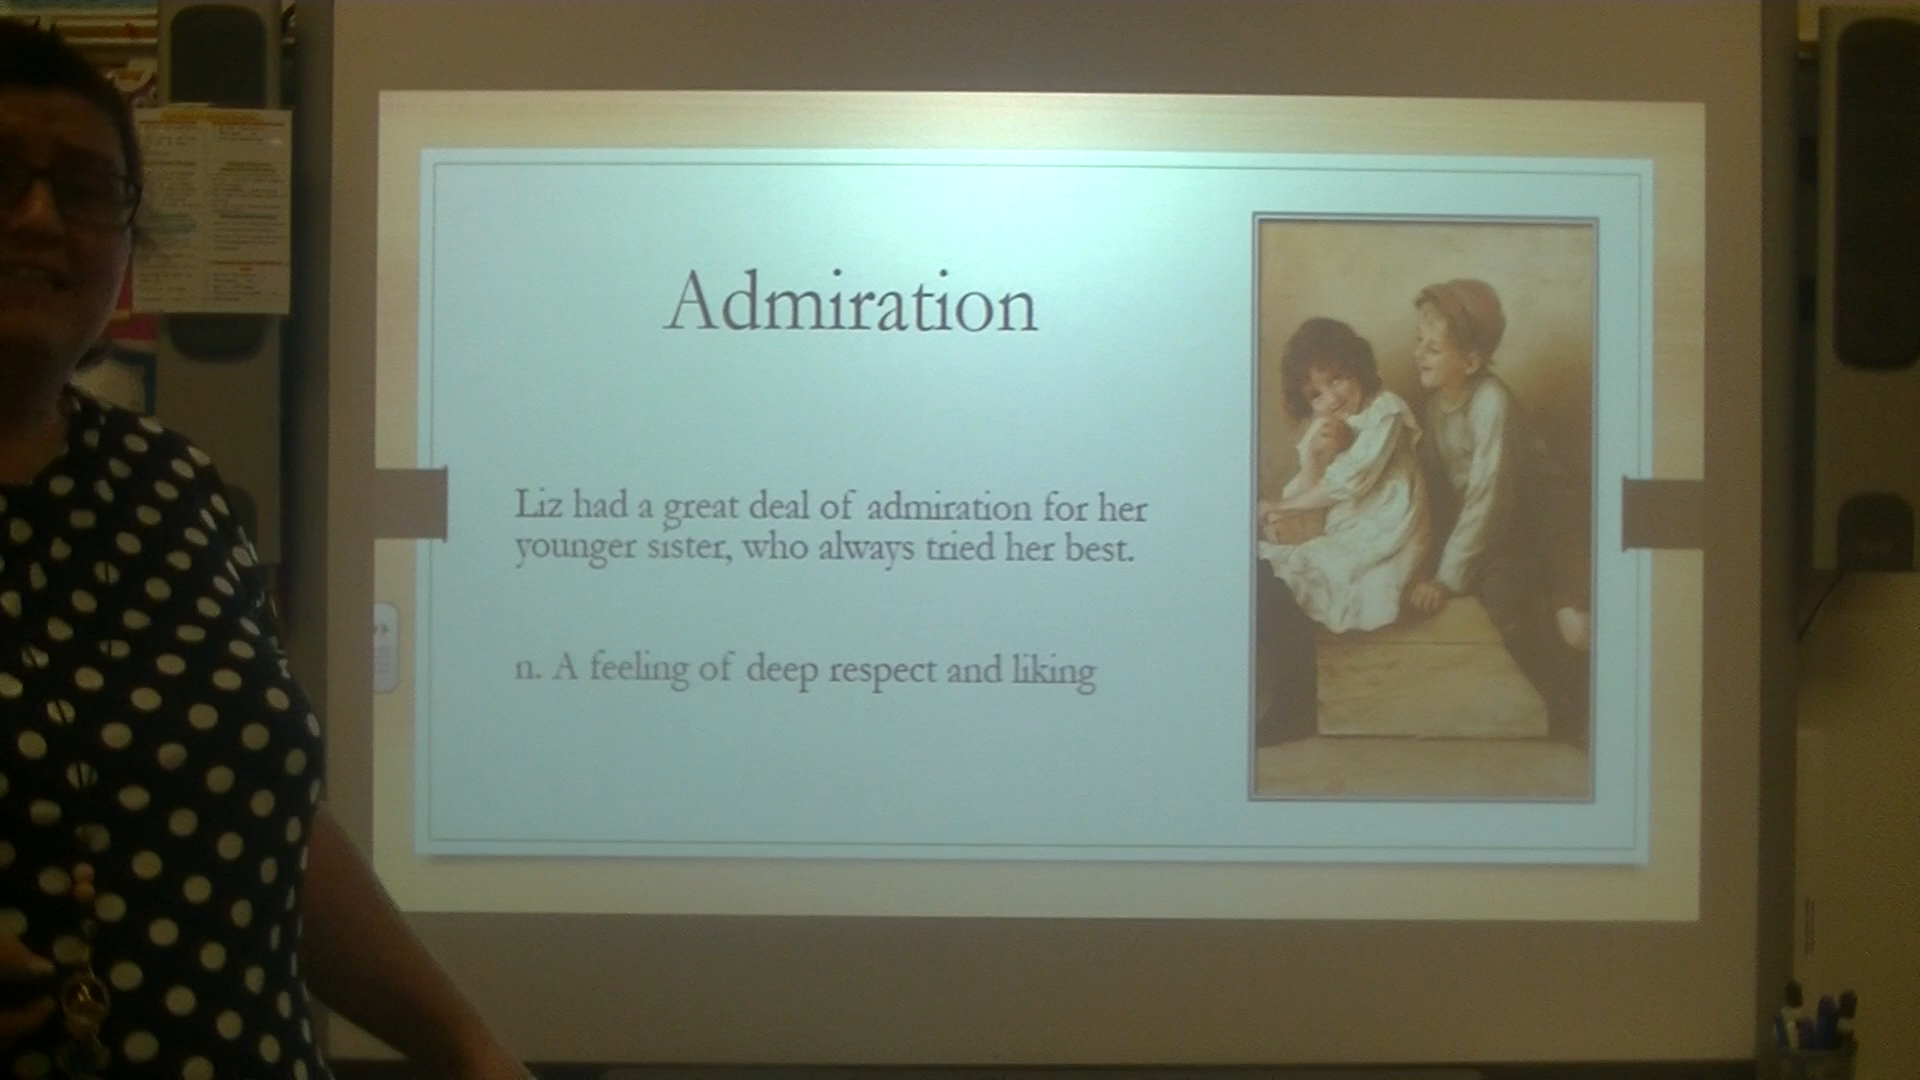 Admiration
Liz had a great deal of admiration for her
younger sister, who always tried her best.
n. A feeling of deep respect and liking